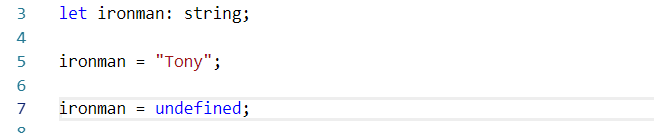 3 let ironman: string;
4
5 ironman = "Tony";
6
7 ironman = undefined;